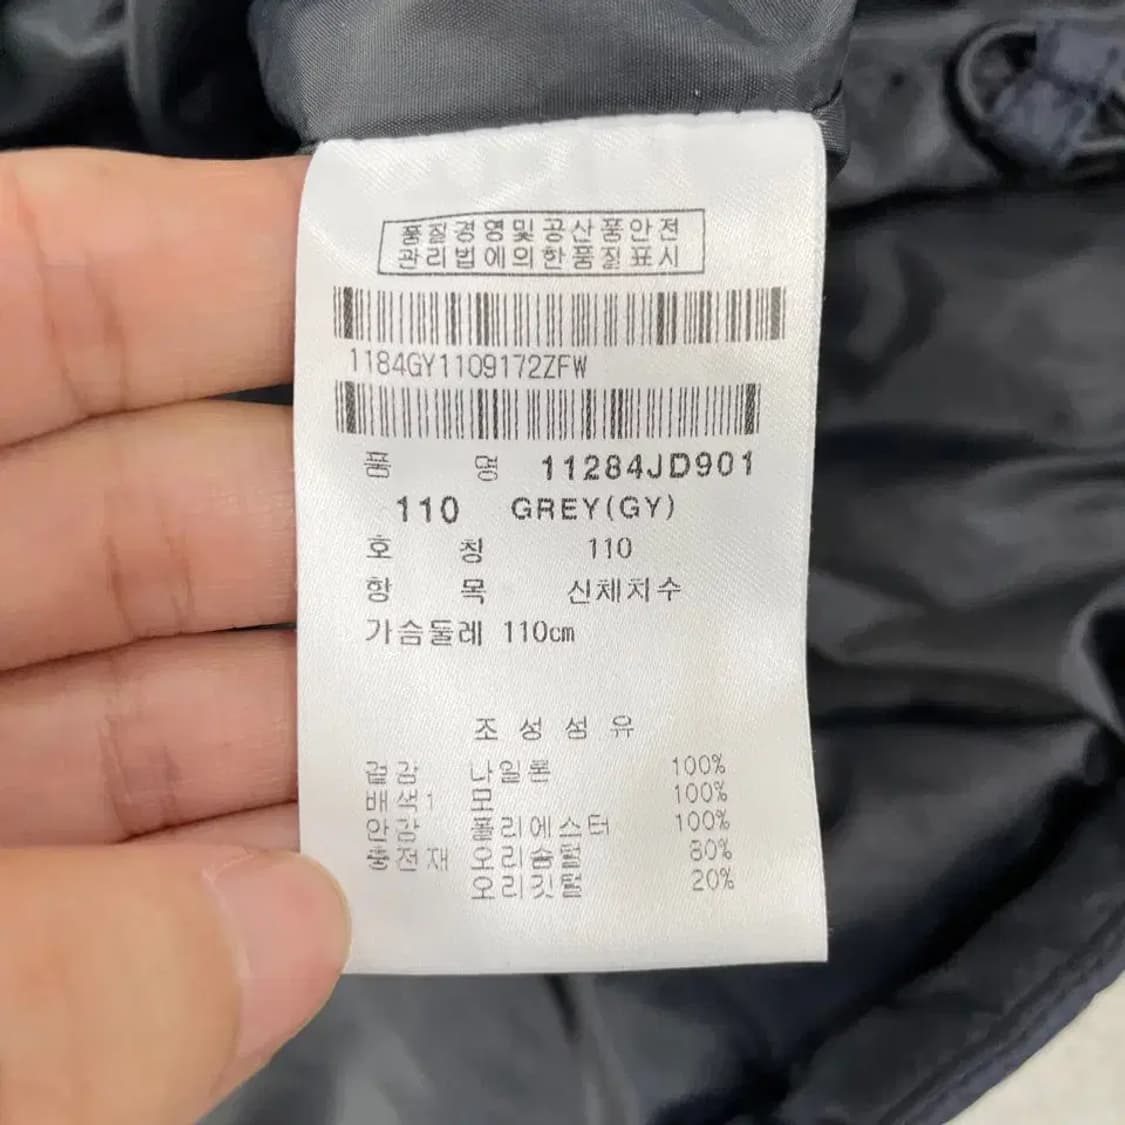 품질경영및공산품안전
관리법에의한품질표시
1184GY1109172ZFW
품 명 11284JD901
110 GREY(GY)
호 칭 110
항 목 신체치수
가슴둘레 110cm
조성섬유
겉감 나일론 100%
배색1 모 100%
안감 폴리에스터 100%
충전재 오리솜털 80%
오리깃털 20%